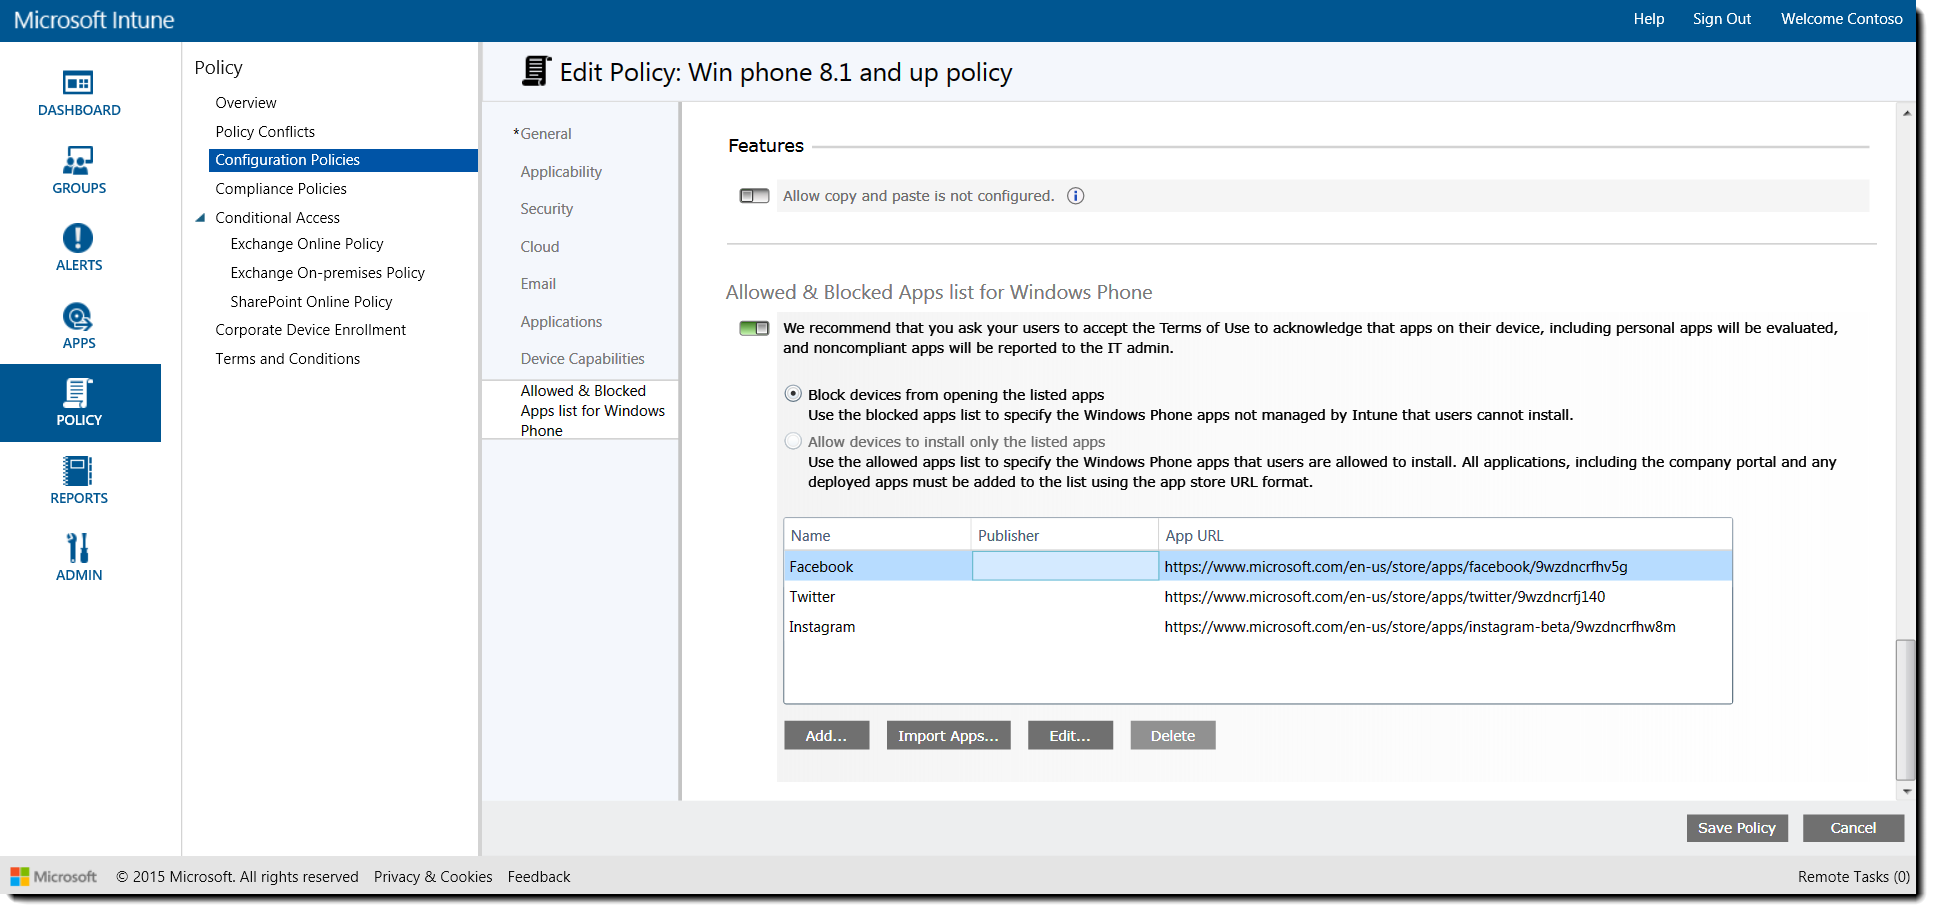 Microsoft Intune
Help Sign Out Welcome Contoso
DASHBOARD
GROUPS
ALERTS
APPS
POLICY
REPORTS
ADMIN
Policy
Overview
Policy Conflicts
Configuration Policies
Compliance Policies
Conditional Access
Exchange Online Policy
Exchange On-premises Policy
SharePoint Online Policy
Corporate Device Enrollment
Terms and Conditions
Edit Policy: Win phone 8.1 and up policy
*General
Applicability
Security
Cloud
Email
Applications
Device Capabilities
Allowed & Blocked
Apps list for Windows
Phone
Features
Allow copy and paste is not configured.
Allowed & Blocked Apps list for Windows Phone
We recommend that you ask your users to accept the Terms of Use to acknowledge that apps on their device, including personal apps will be evaluated,
and noncompliant apps will be reported to the IT admin.
Block devices from opening the listed apps
Use the blocked apps list to specify the Windows Phone apps not managed by Intune that users cannot install.
Allow devices to install only the listed apps
Use the allowed apps list to specify the Windows Phone apps that users are allowed to install. All applications, including the company portal and any
deployed apps must be added to the list using the app store URL format.
Name Publisher App URL
Facebook https://www.microsoft.com/en-us/store/apps/facebook/9wzdncrfhv5g
Twitter https://www.microsoft.com/en-us/store/apps/twitter/9wzdncrfj140
Instagram https://www.microsoft.com/en-us/store/apps/instagram-beta/9wzdncrfhw8m
Add... Import Apps... Edit... Delete
Save Policy Cancel
Microsoft © 2015 Microsoft. All rights reserved Privacy & Cookies Feedback Remote Tasks (0)